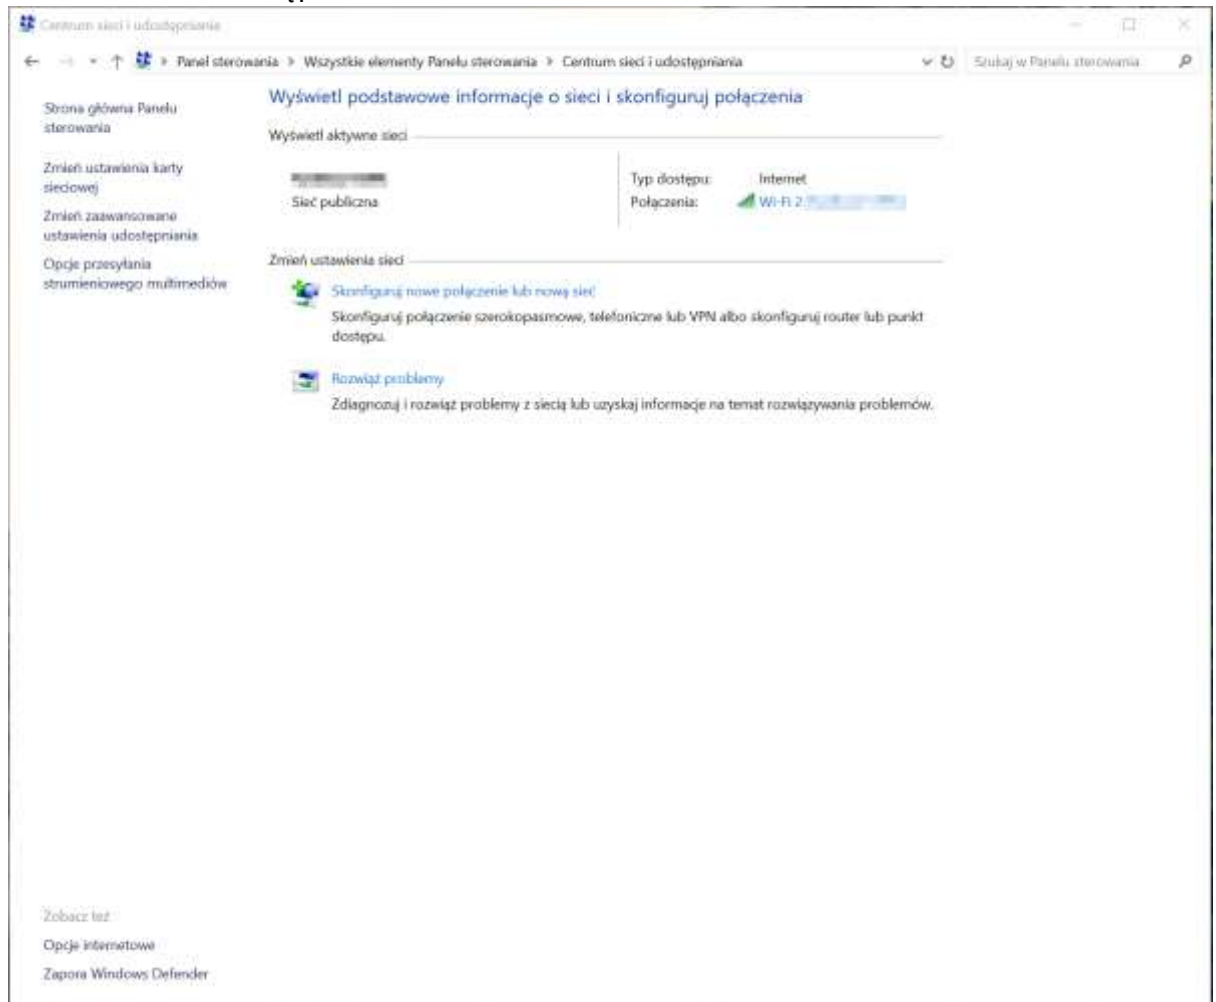 Centrum sieci i udostępniania
Panel sterowania > Wszystkie elementy Panelu sterowania > Centrum sieci i udostępniania
Szukaj w Panelu sterowania
Strona główna Panelu
sterowania
Zmień ustawienia karty
sieciowej
Zmień zaawansowane
ustawienia udostępniania
Opcje przesyłania
strumieniowego multimediów
Wyświetl podstawowe informacje o sieci i skonfiguruj połączenia
Wyświetl aktywne sieci
Sieć publiczna
Typ dostępu: Internet
Połączenia: Wi-Fi 2
Zmień ustawienia sieci
Skonfiguruj nowe połączenie lub nową sieć
Skonfiguruj połączenie szerokopasmowe, telefoniczne lub VPN albo skonfiguruj router lub punkt
dostępu.
Rozwiąż problemy
Zdiagnozuj i rozwiąż problemy z siecią lub uzyskaj informacje na temat rozwiązywania problemów.
Zobacz też
Opcje internetowe
Zapora Windows Defender